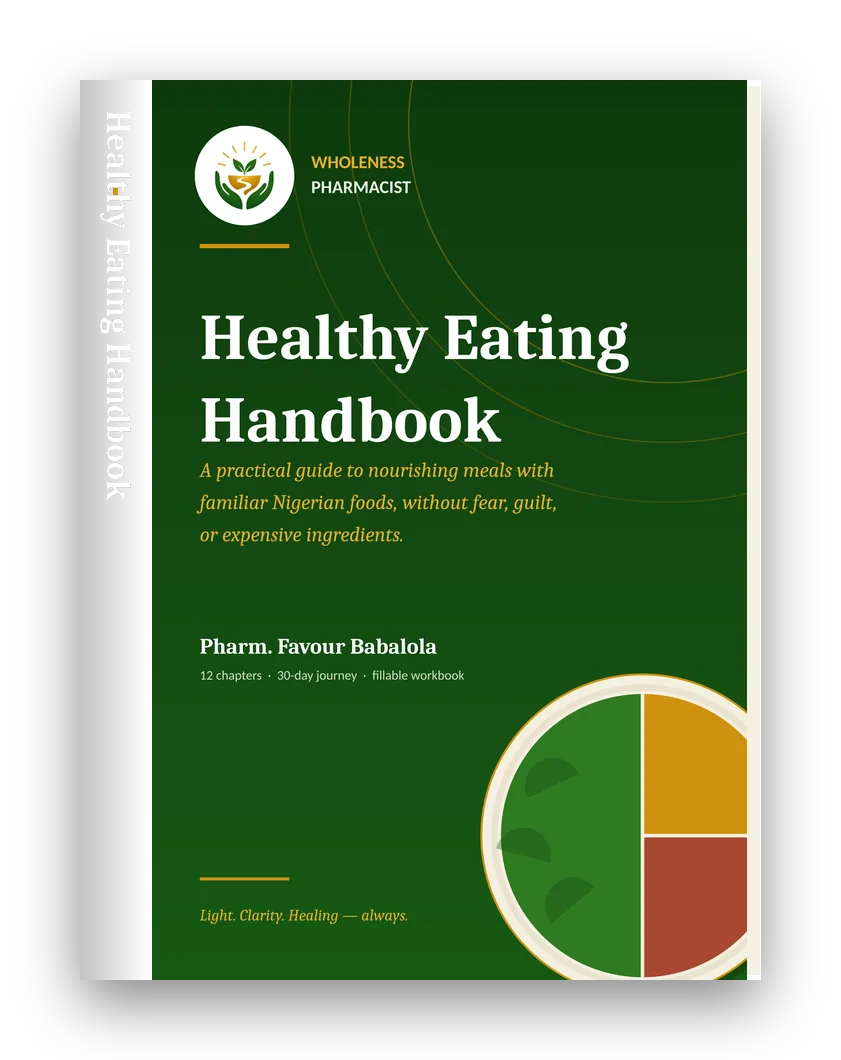 Healthy Eating Handbook
WHOLENESS
PHARMACIST
Healthy Eating
Handbook
A practical guide to nourishing meals with
familiar Nigerian foods, without fear, guilt,
or expensive ingredients.
Pharm. Favour Babalola
12 chapters · 30-day journey · fillable workbook
Light. Clarity. Healing — always.